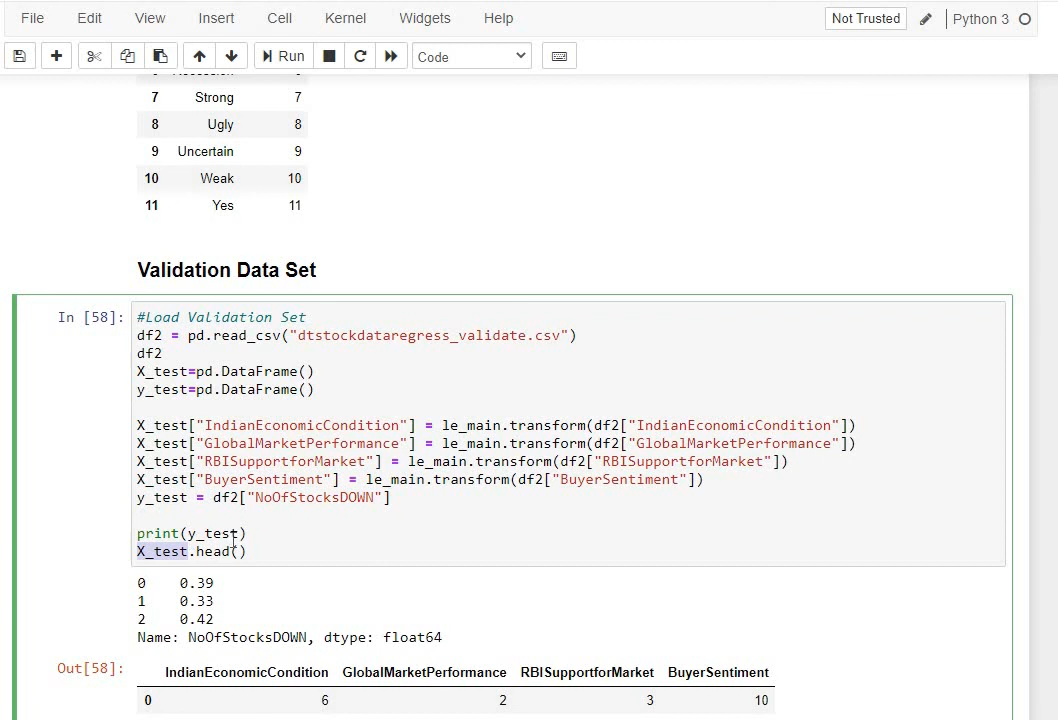 File Edit View Insert Cell Kernel Widgets Help Not Trusted Python 3
Run Code
7 Strong 7
8 Ugly 8
9 Uncertain 9
10 Weak 10
11 Yes 11
Validation Data Set
In [58]: #Load Validation Set
df2 = pd.read_csv("dtstockdataregress_validate.csv")
df2
X_test=pd.DataFrame()
y_test=pd.DataFrame()
X_test["IndianEconomicCondition"] = le_main.transform(df2["IndianEconomicCondition"])
X_test["GlobalMarketPerformance"] = le_main.transform(df2["GlobalMarketPerformance"])
X_test["RBISupportforMarket"] = le_main.transform(df2["RBISupportforMarket"])
X_test["BuyerSentiment"] = le_main.transform(df2["BuyerSentiment"])
y_test = df2["NoOfStocksDOWN"]
print(y_test)
X_test.head()
0 0.39
1 0.33
2 0.42
Name: NoOfStocksDOWN, dtype: float64
Out[58]: IndianEconomicCondition GlobalMarketPerformance RBISupportforMarket BuyerSentiment
0 6 2 3 10